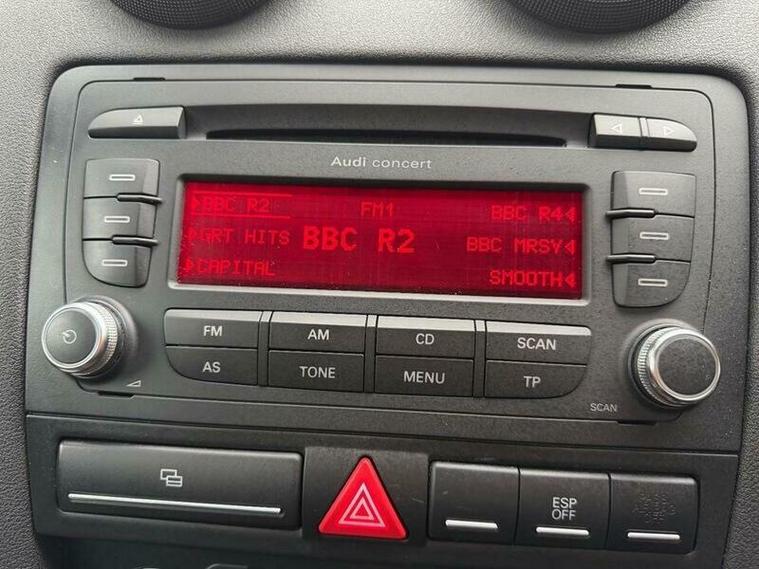 Audi concert
BBC R2 FM1 BBC R4
GRT HITS BBC R2 BBC MRSY
CAPITAL SMOOTH
FM AM CD SCAN
AS TONE MENU TP
SCAN
ESP
OFF